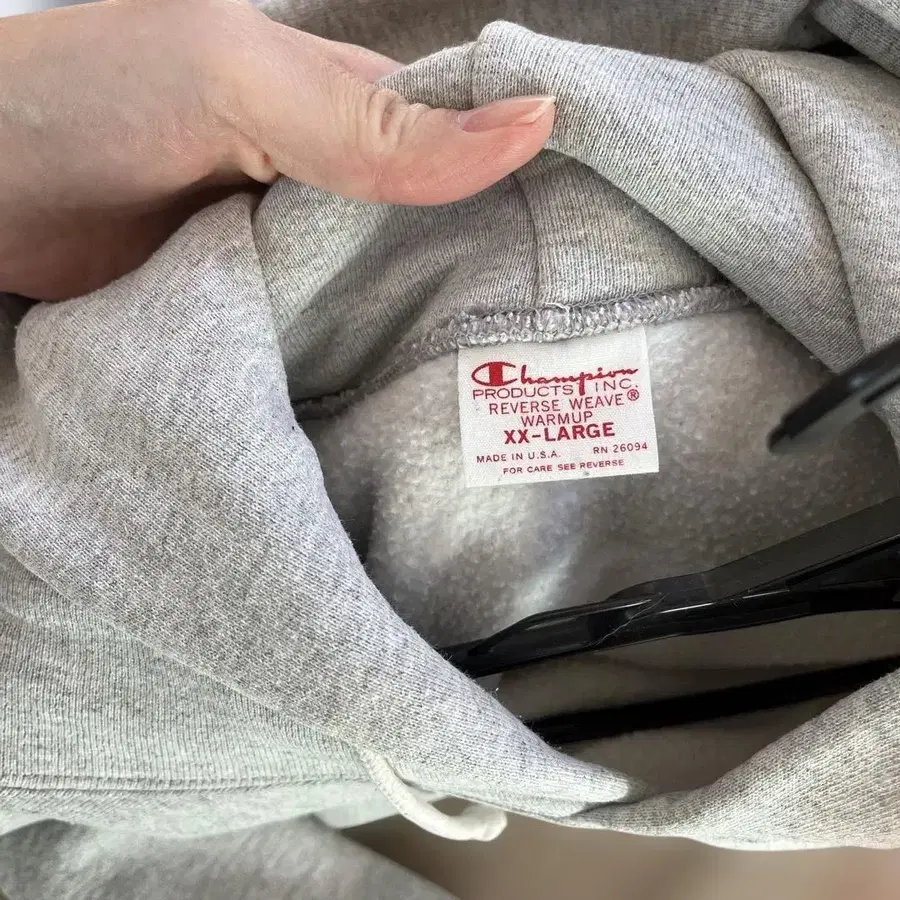 Champion
PRODUCTS INC.
REVERSE WEAVE®
WARMUP
XX-LARGE
MADE IN U.S.A. RN 26094
FOR CARE SEE REVERSE